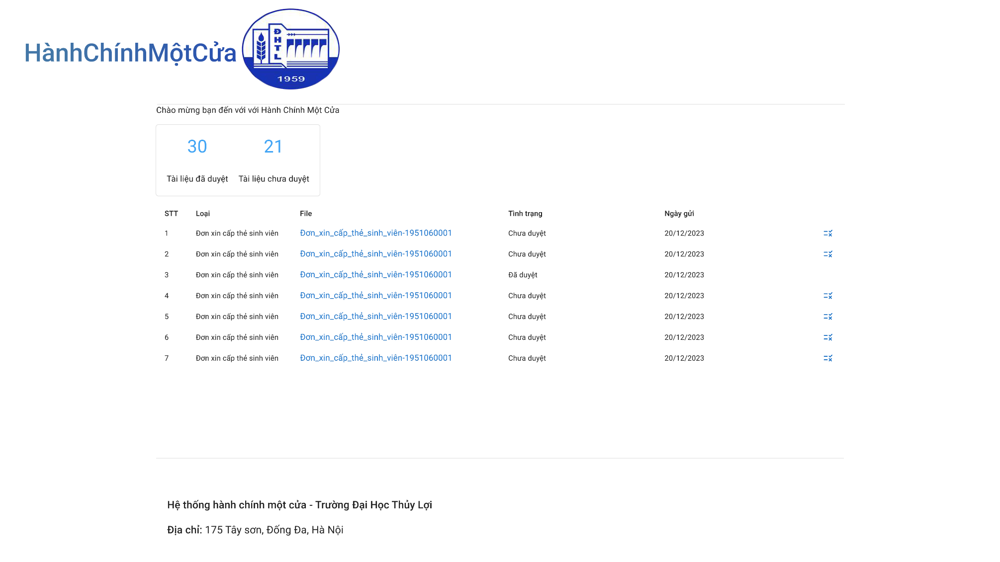 HànhChínhMộtCửa
ĐHTL
1959
Chào mừng bạn đến với với Hành Chính Một Cửa
30 21
Tài liệu đã duyệt Tài liệu chưa duyệt
STT Loại File Tình trạng Ngày gửi
1 Đơn xin cấp thẻ sinh viên Đơn_xin_cấp_thẻ_sinh_viên-1951060001 Chưa duyệt 20/12/2023
2 Đơn xin cấp thẻ sinh viên Đơn_xin_cấp_thẻ_sinh_viên-1951060001 Chưa duyệt 20/12/2023
3 Đơn xin cấp thẻ sinh viên Đơn_xin_cấp_thẻ_sinh_viên-1951060001 Đã duyệt 20/12/2023
4 Đơn xin cấp thẻ sinh viên Đơn_xin_cấp_thẻ_sinh_viên-1951060001 Chưa duyệt 20/12/2023
5 Đơn xin cấp thẻ sinh viên Đơn_xin_cấp_thẻ_sinh_viên-1951060001 Chưa duyệt 20/12/2023
6 Đơn xin cấp thẻ sinh viên Đơn_xin_cấp_thẻ_sinh_viên-1951060001 Chưa duyệt 20/12/2023
7 Đơn xin cấp thẻ sinh viên Đơn_xin_cấp_thẻ_sinh_viên-1951060001 Chưa duyệt 20/12/2023
Hệ thống hành chính một cửa - Trường Đại Học Thủy Lợi
Địa chỉ: 175 Tây sơn, Đống Đa, Hà Nội